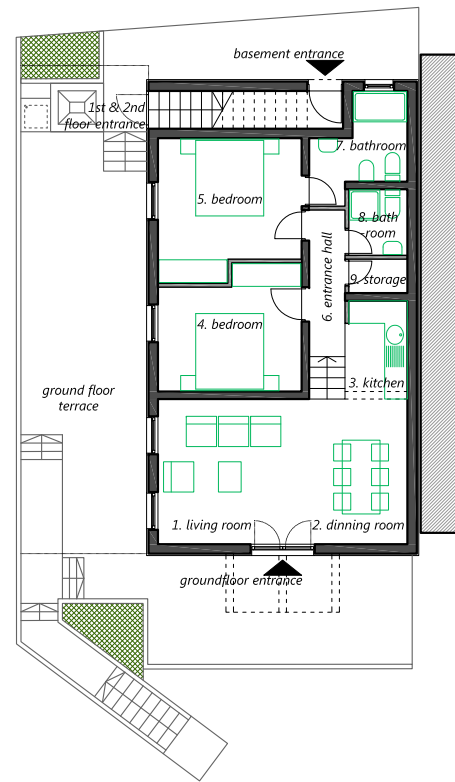 basement entrance
1st & 2nd
floor entrance
7. bathroom
5. bedroom
8. bath
-room
6. entrance hall
9. storage
4. bedroom
3. kitchen
ground floor
terrace
1. living room
2. dinning room
groundfloor entrance